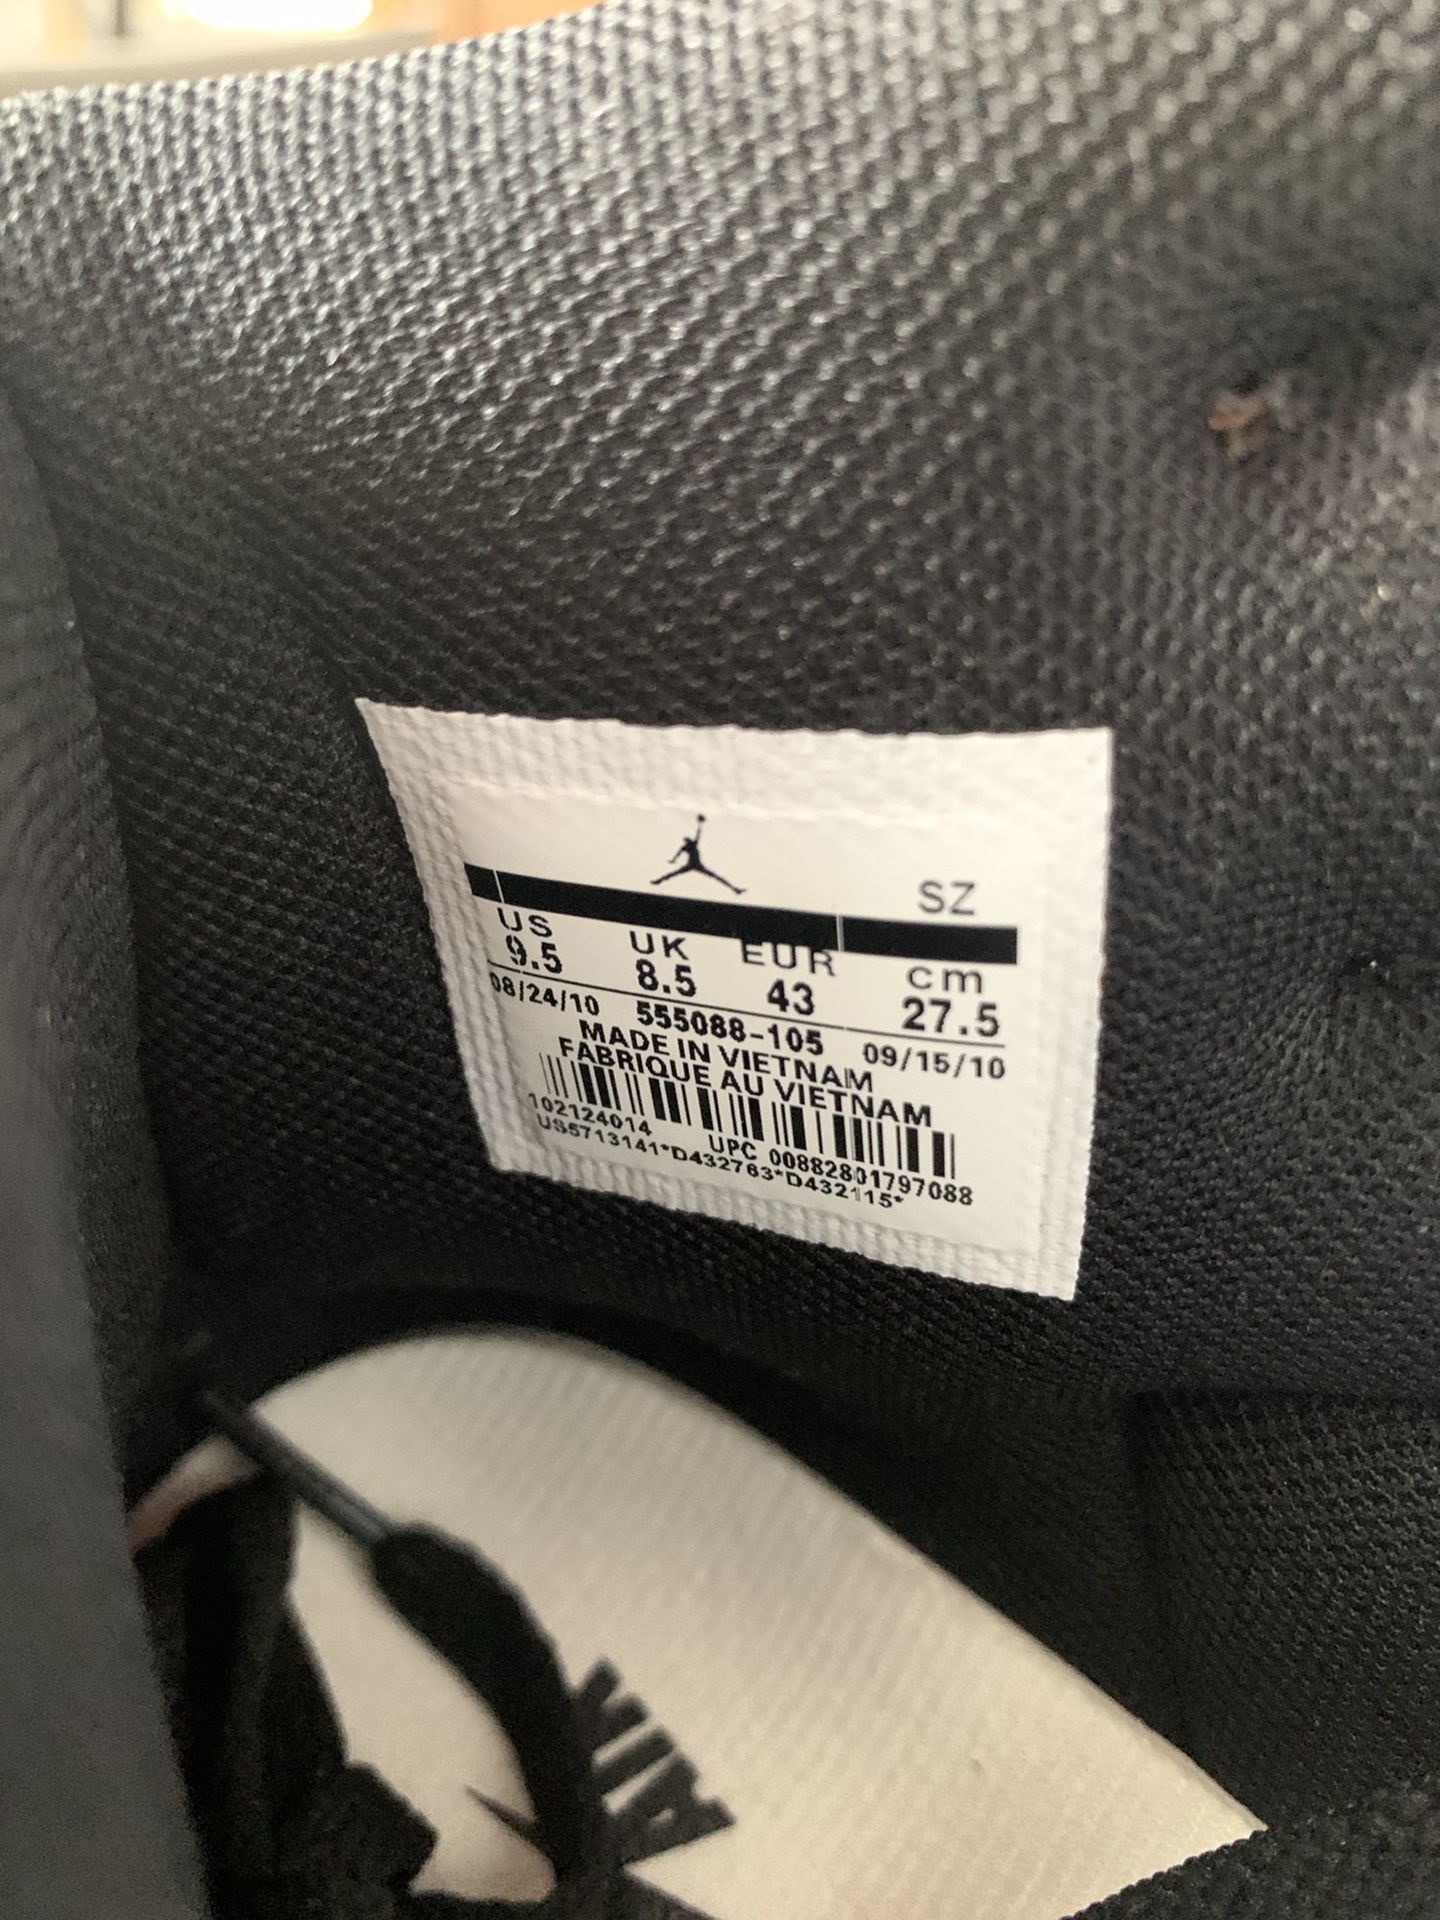 SZ
US UK EUR cm
9.5 8.5 43 27.5
08/24/10 555088-105 09/15/10
MADE IN VIETNAM
FABRIQUE AU VIETNAM
102124014 UPC 00882801797088
US5713141*D432763*D432115*
AIR